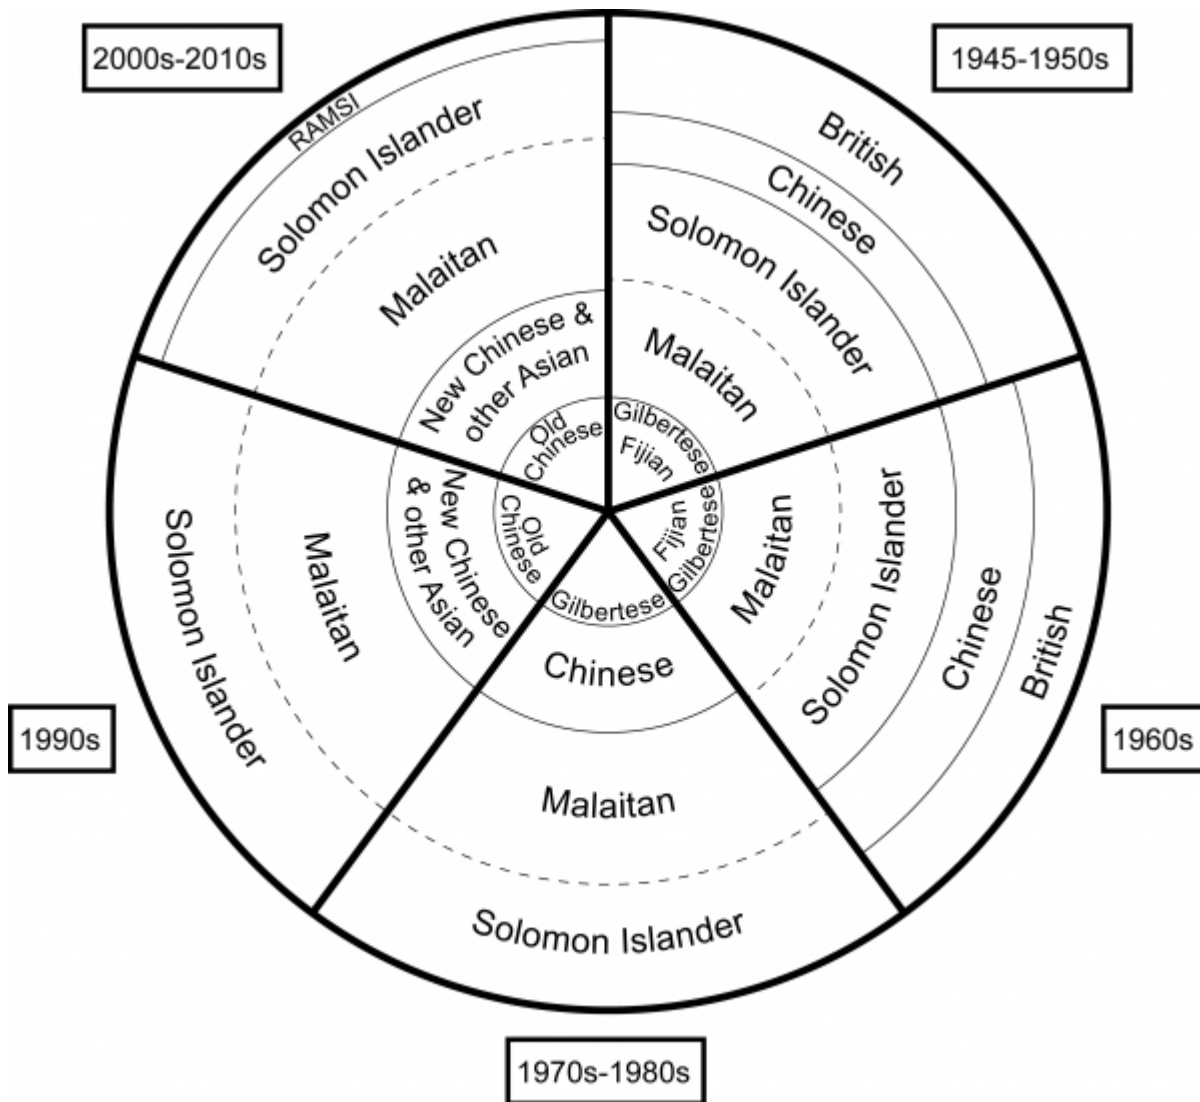 2000s-2010s
1945-1950s
RAMSI
Solomon Islander
Malaitan
New Chinese &
other Asian
Old
Chinese
British
Chinese
Solomon Islander
Malaitan
Gilbertese
Fijian
British
Chinese
Solomon Islander
Malaitan
Gilbertese
Fijian
1960s
Gilbertese
Chinese
Malaitan
Solomon Islander
1970s-1980s
Old
Chinese
New Chinese
& other Asian
Malaitan
Solomon Islander
1990s